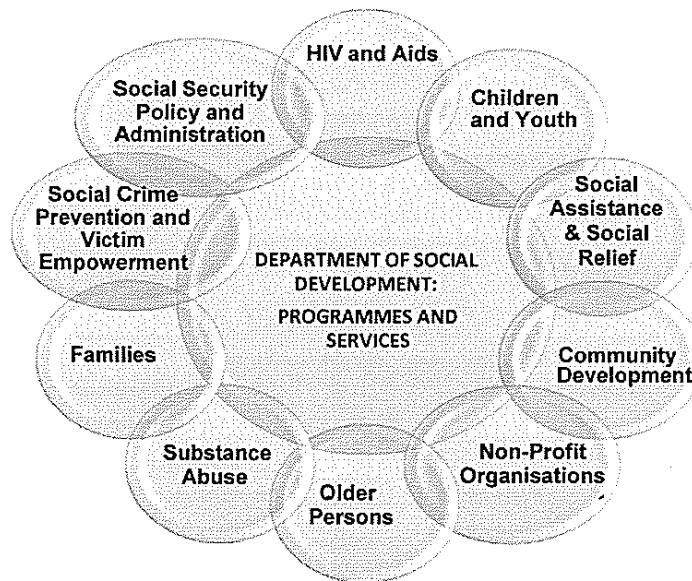 HIV and Aids
Children
and Youth
Social
Assistance
& Social
Relief
Community
Development
Non-Profit
Organisations
Older
Persons
Substance
Abuse
Families
Social Crime
Prevention and
Victim
Empowerment
Social Security
Policy and
Administration
DEPARTMENT OF SOCIAL
DEVELOPMENT:
PROGRAMMES AND
SERVICES